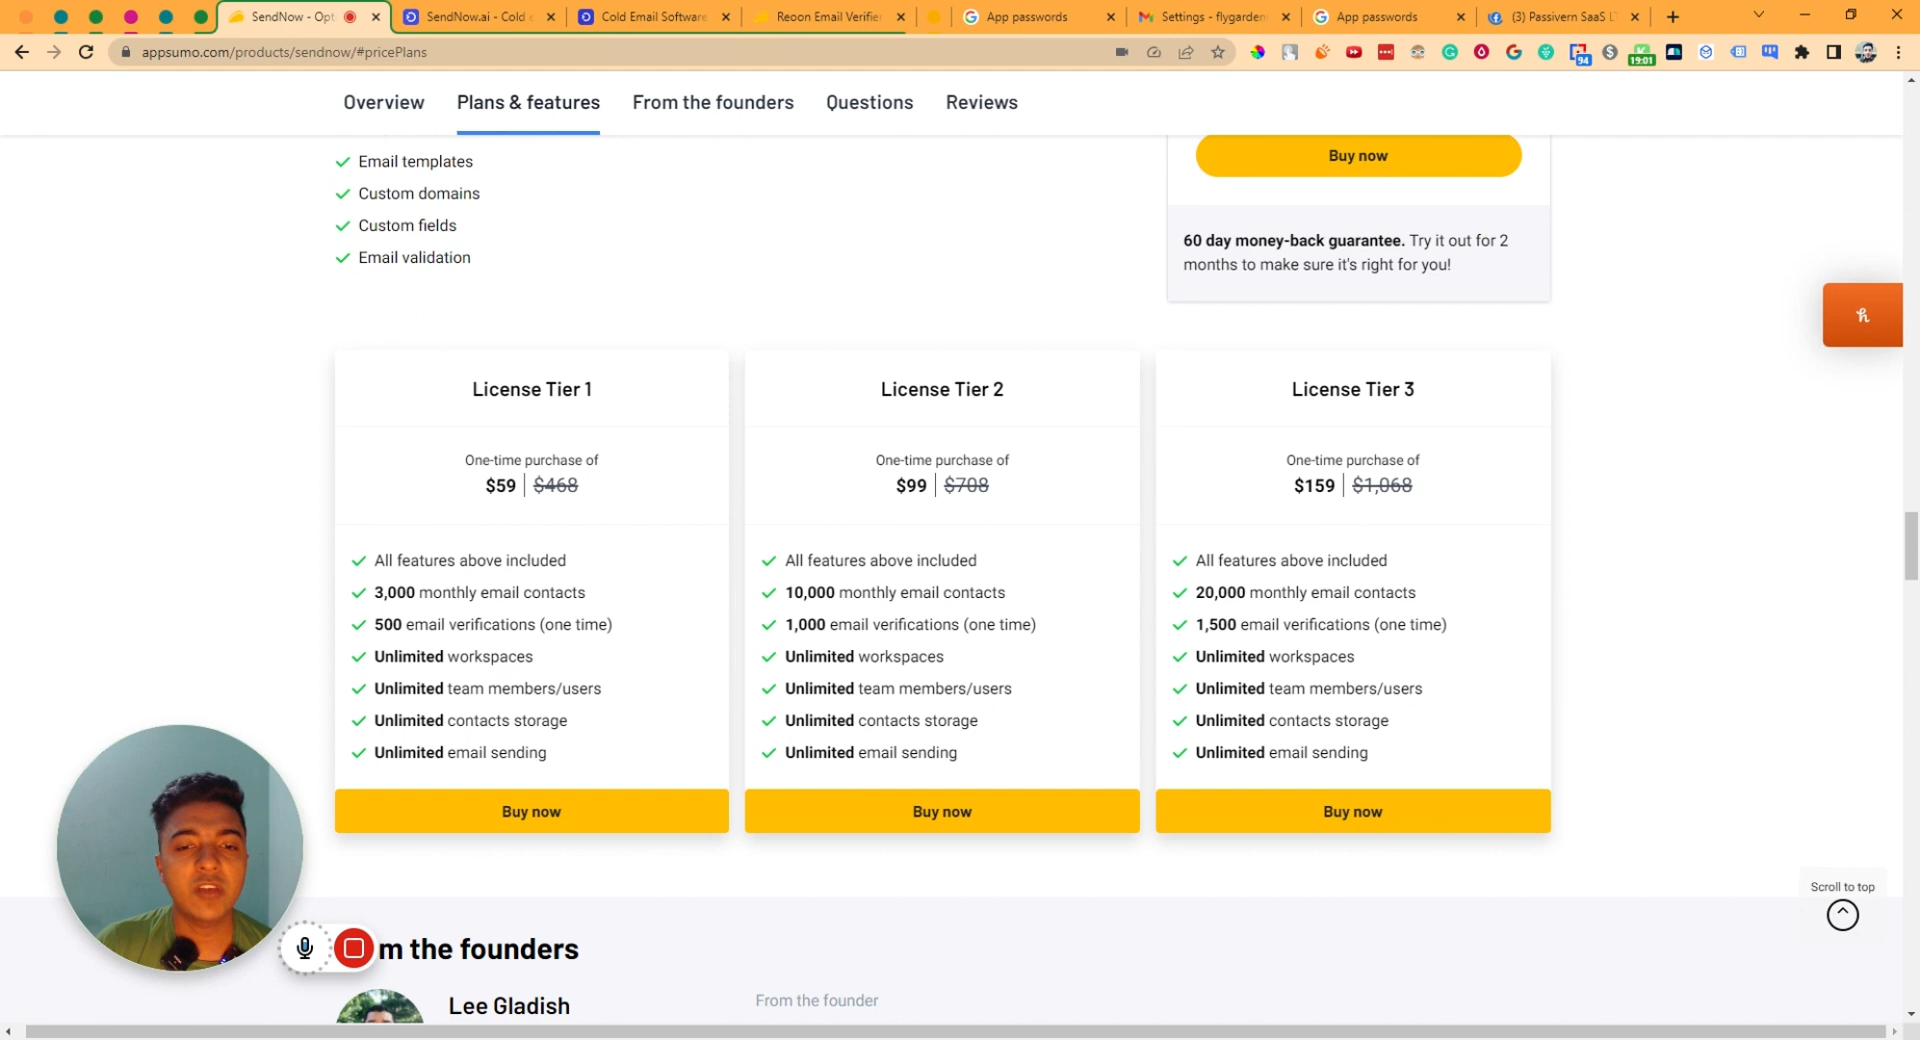 SendNow - Opt
SendNow.ai - Cold e
Cold Email Software
Reoon Email Verifie
App passwords
Settings - flygarden
App passwords
(3) Passivern SaaS LT
appsumo.com/products/sendnow/#pricePlans
94
19:01
Overview
Plans & features
From the founders
Questions
Reviews
Email templates
Custom domains
Custom fields
Email validation
Buy now
60 day money-back guarantee. Try it out for 2
months to make sure it's right for you!
License Tier 1
One-time purchase of
$59 | $468
All features above included
3,000 monthly email contacts
500 email verifications (one time)
Unlimited workspaces
Unlimited team members/users
Unlimited contacts storage
Unlimited email sending
Buy now
License Tier 2
One-time purchase of
$99 | $708
All features above included
10,000 monthly email contacts
1,000 email verifications (one time)
Unlimited workspaces
Unlimited team members/users
Unlimited contacts storage
Unlimited email sending
Buy now
License Tier 3
One-time purchase of
$159 | $1,068
All features above included
20,000 monthly email contacts
1,500 email verifications (one time)
Unlimited workspaces
Unlimited team members/users
Unlimited contacts storage
Unlimited email sending
Buy now
Scroll to top
m the founders
Lee Gladish
From the founder